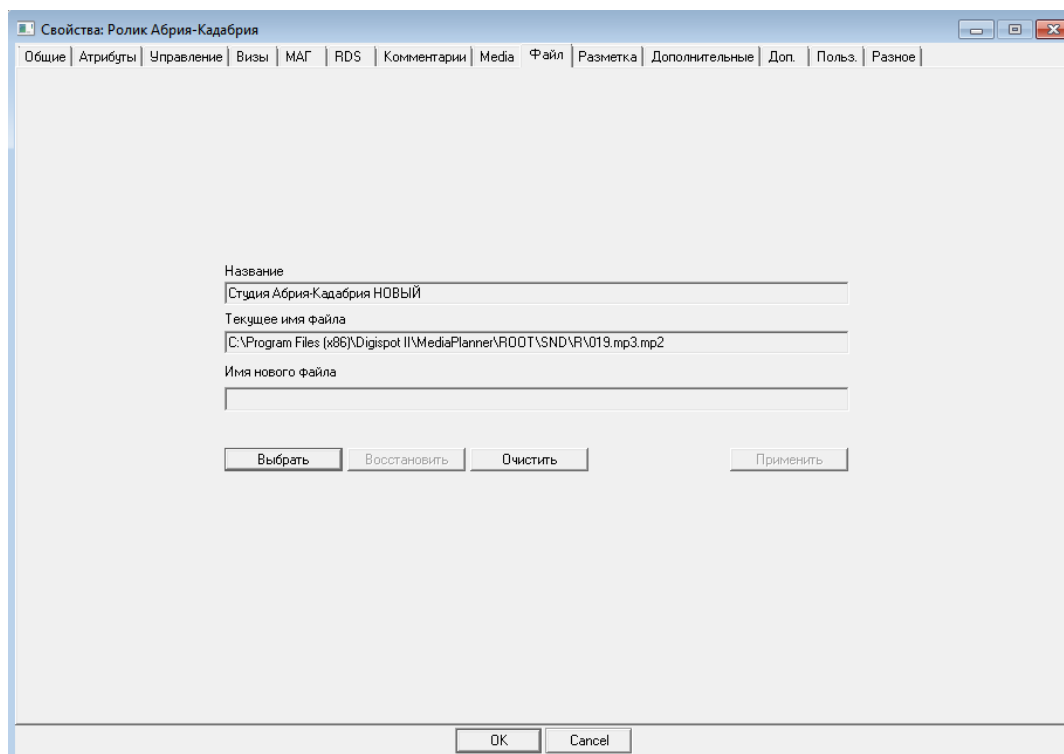 Свойства: Ролик Абрия-Кадабрия
Общие Атрибуты Управление Визы МАГ RDS Комментарии Media Файл Разметка Дополнительные Доп. Польз. Разное
Название
Студия Абрия-Кадабрия НОВЫЙ
Текущее имя файла
C:\Program Files (x86)\Digispot II\MediaPlanner\ROOT\SND\R\019.mp3.mp2
Имя нового файла
Выбрать Восстановить Очистить Применить
OK Cancel